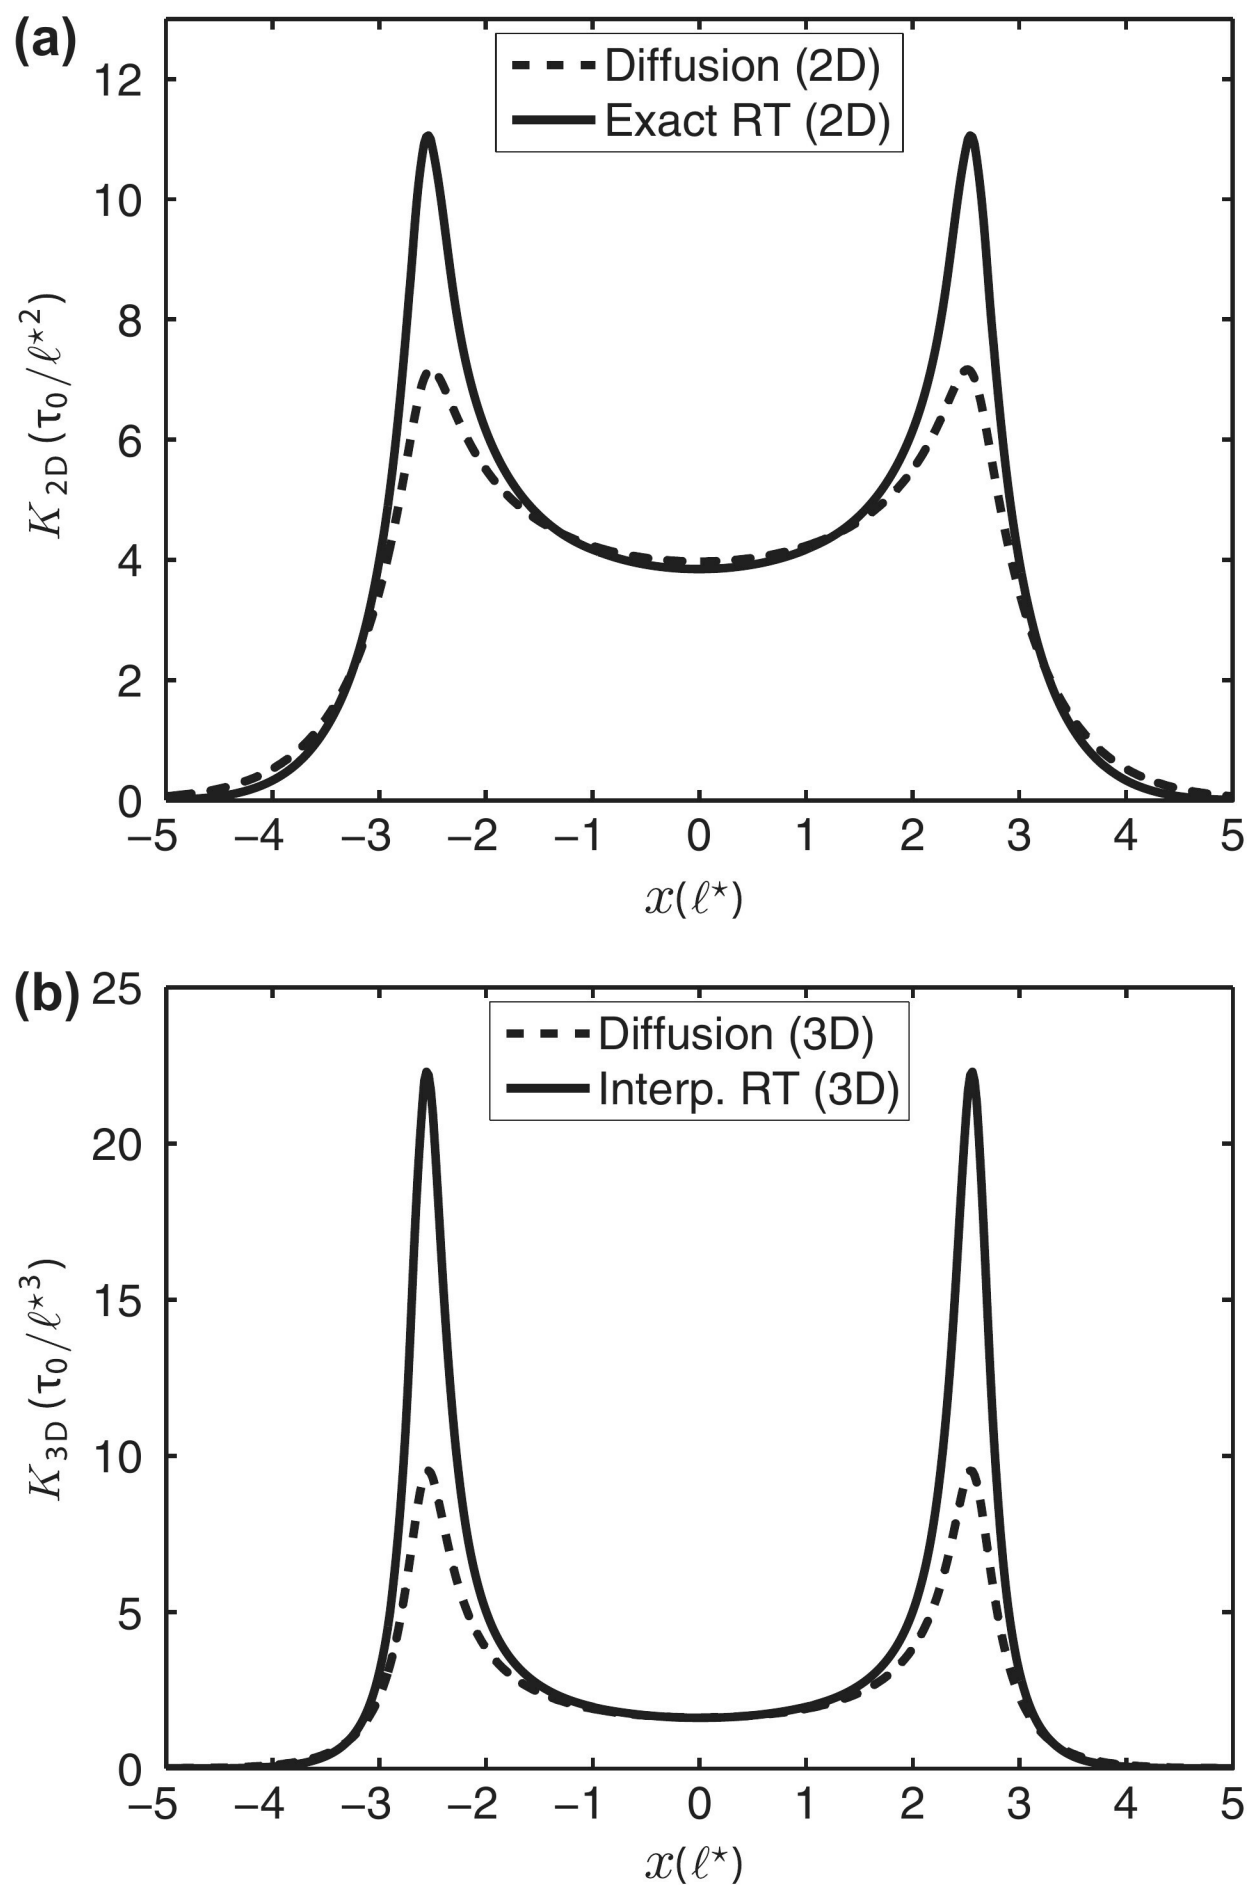 (a)
Diffusion (2D)
Exact RT (2D)
12
10
8
6
4
2
0
K 2D (τ0/ℓ⋆2)
−5 −4 −3 −2 −1 0 1 2 3 4 5
x(ℓ⋆)
(b)
Diffusion (3D)
Interp. RT (3D)
25
20
15
10
5
0
K 3D (τ0/ℓ⋆3)
−5 −4 −3 −2 −1 0 1 2 3 4 5
x(ℓ⋆)